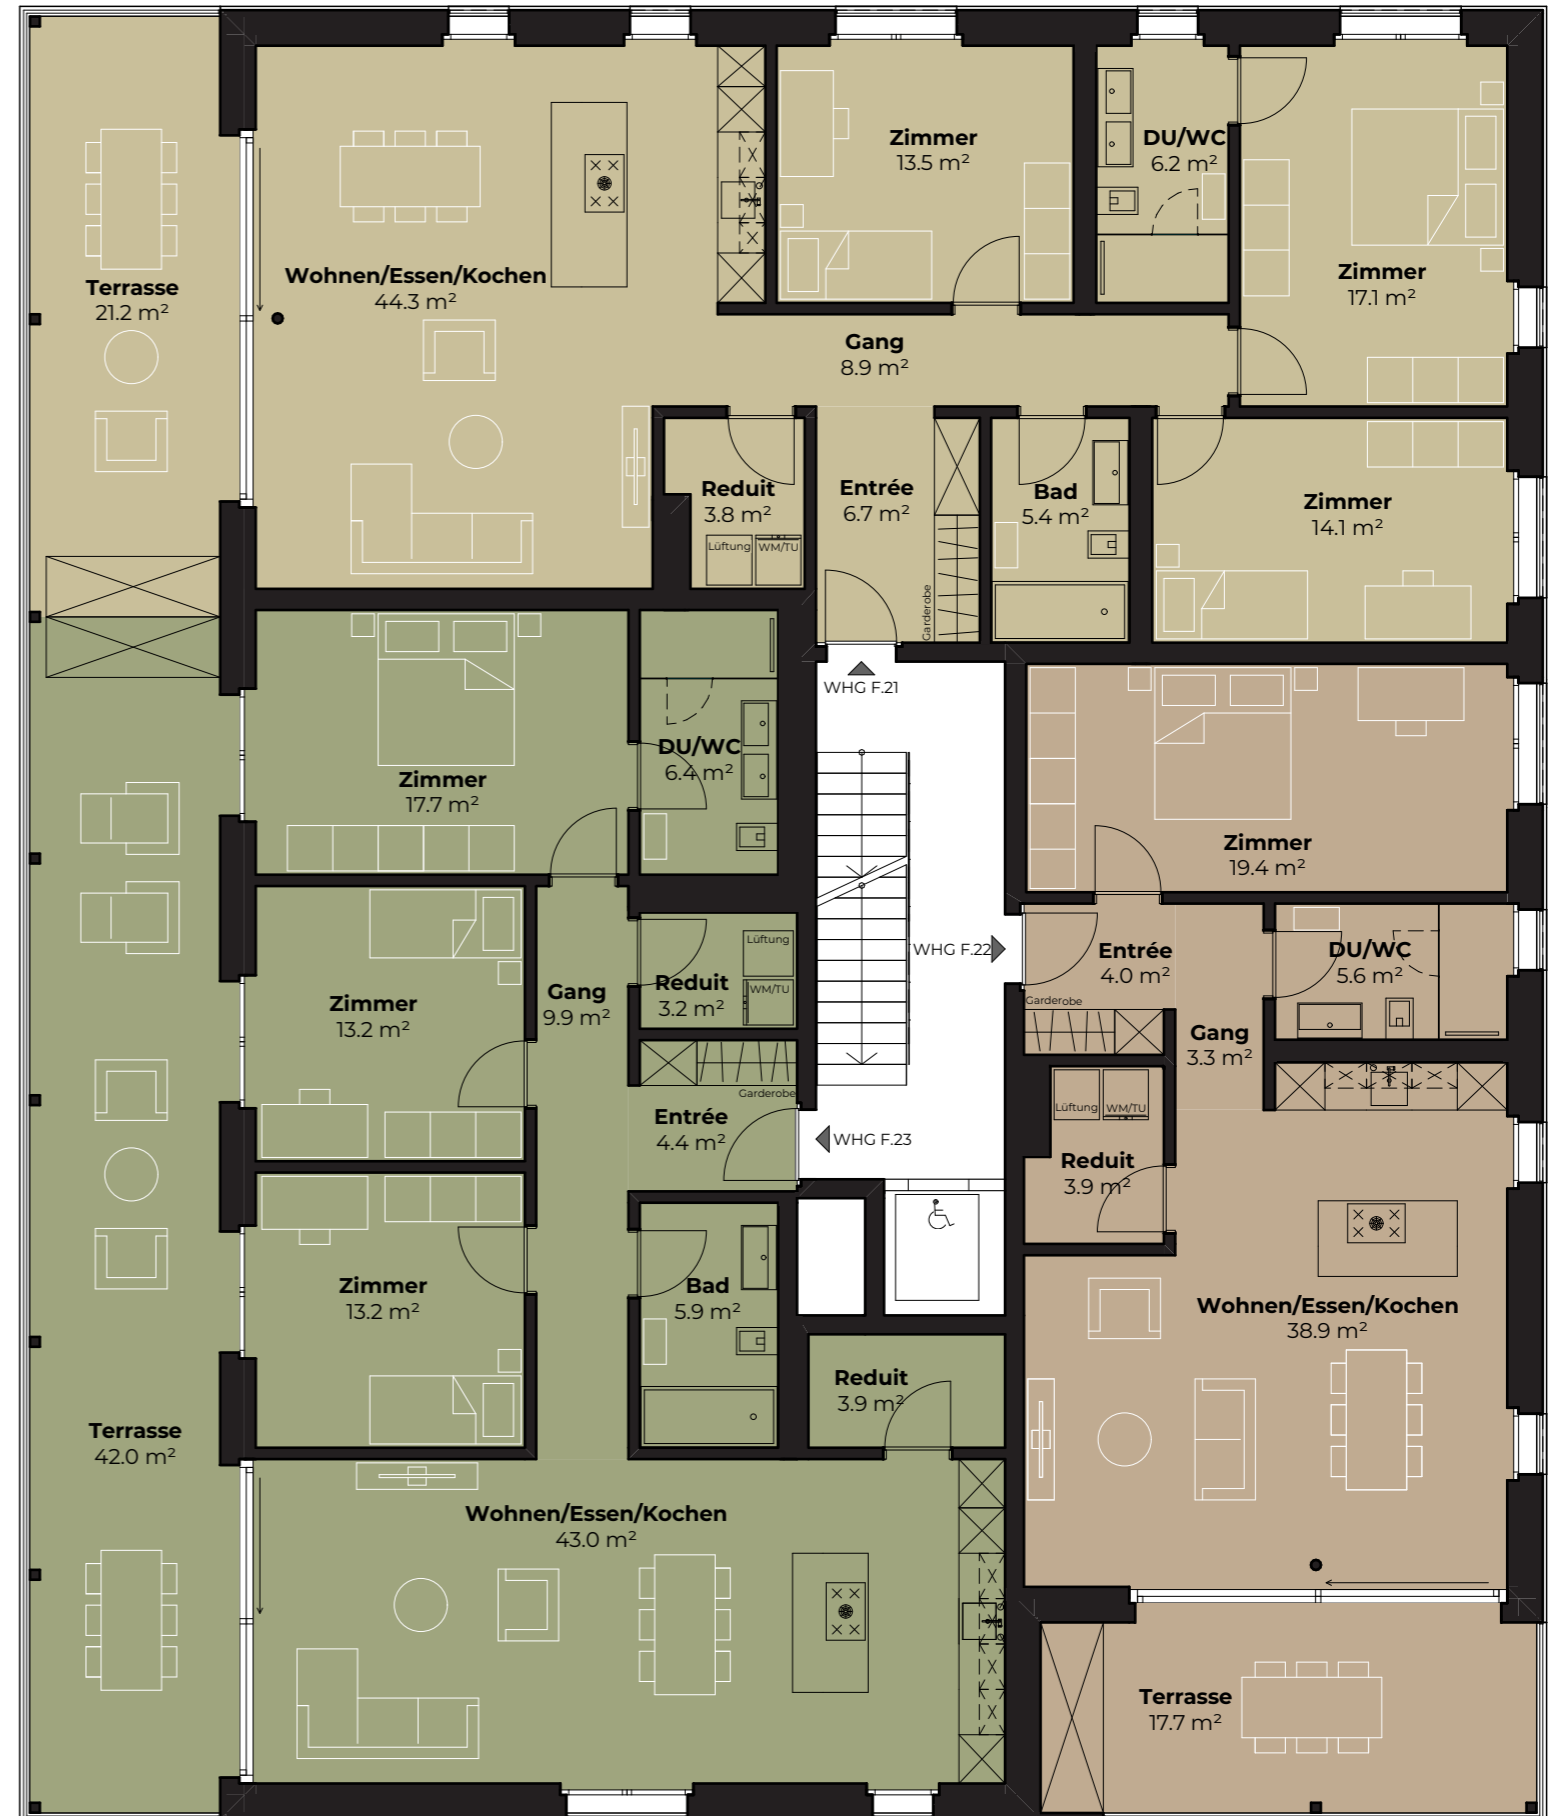 Zimmer
13.5 m²
DU/WC
6.2 m²
Zimmer
17.1 m²
Terrasse
21.2 m²
Wohnen/Essen/Kochen
44.3 m²
Gang
8.9 m²
Reduit
3.8 m²
Lüftung
WM/TU
Entrée
6.7 m²
Garderobe
Bad
5.4 m²
Zimmer
14.1 m²
WHG F.21
Zimmer
17.7 m²
DU/WC
6.4 m²
Zimmer
19.4 m²
WHG F.22
Entrée
4.0 m²
Garderobe
DU/WC
5.6 m²
Gang
3.3 m²
Zimmer
13.2 m²
Gang
9.9 m²
Reduit
3.2 m²
Lüftung
WM/TU
Garderobe
Entrée
4.4 m²
WHG F.23
Lüftung
WM/TU
Reduit
3.9 m²
Zimmer
13.2 m²
Bad
5.9 m²
Reduit
3.9 m²
Wohnen/Essen/Kochen
38.9 m²
Terrasse
42.0 m²
Wohnen/Essen/Kochen
43.0 m²
Terrasse
17.7 m²